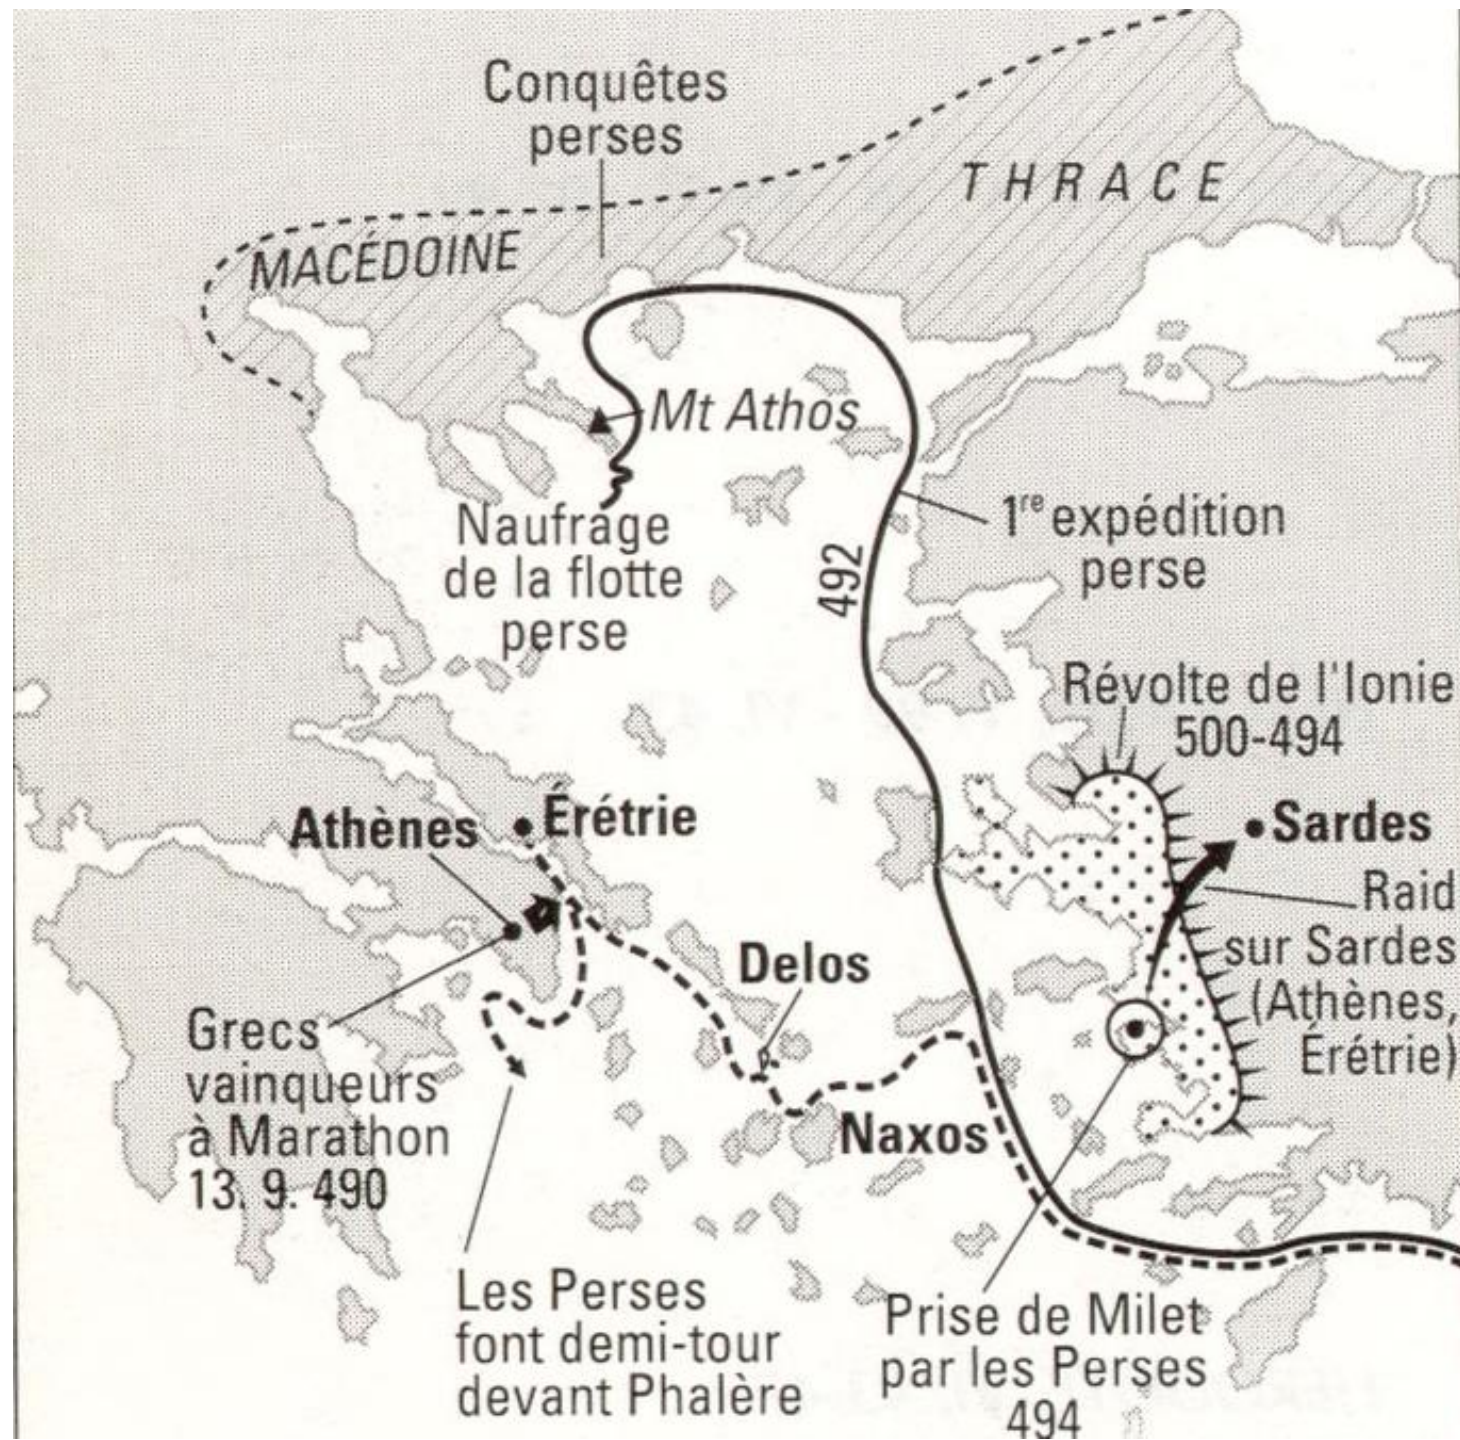 Conquêtes
perses
THRACE
MACÉDOINE
Mt Athos
Naufrage
de la flotte
perse
1re expédition
perse
492
Révolte de l'Ionie
500-494
Athènes
Érétrie
Sardes
Raid
sur Sardes
(Athènes,
Érétrie)
Delos
Grecs
vainqueurs
à Marathon
13. 9. 490
Naxos
Les Perses
font demi-tour
devant Phalère
Prise de Milet
par les Perses
494